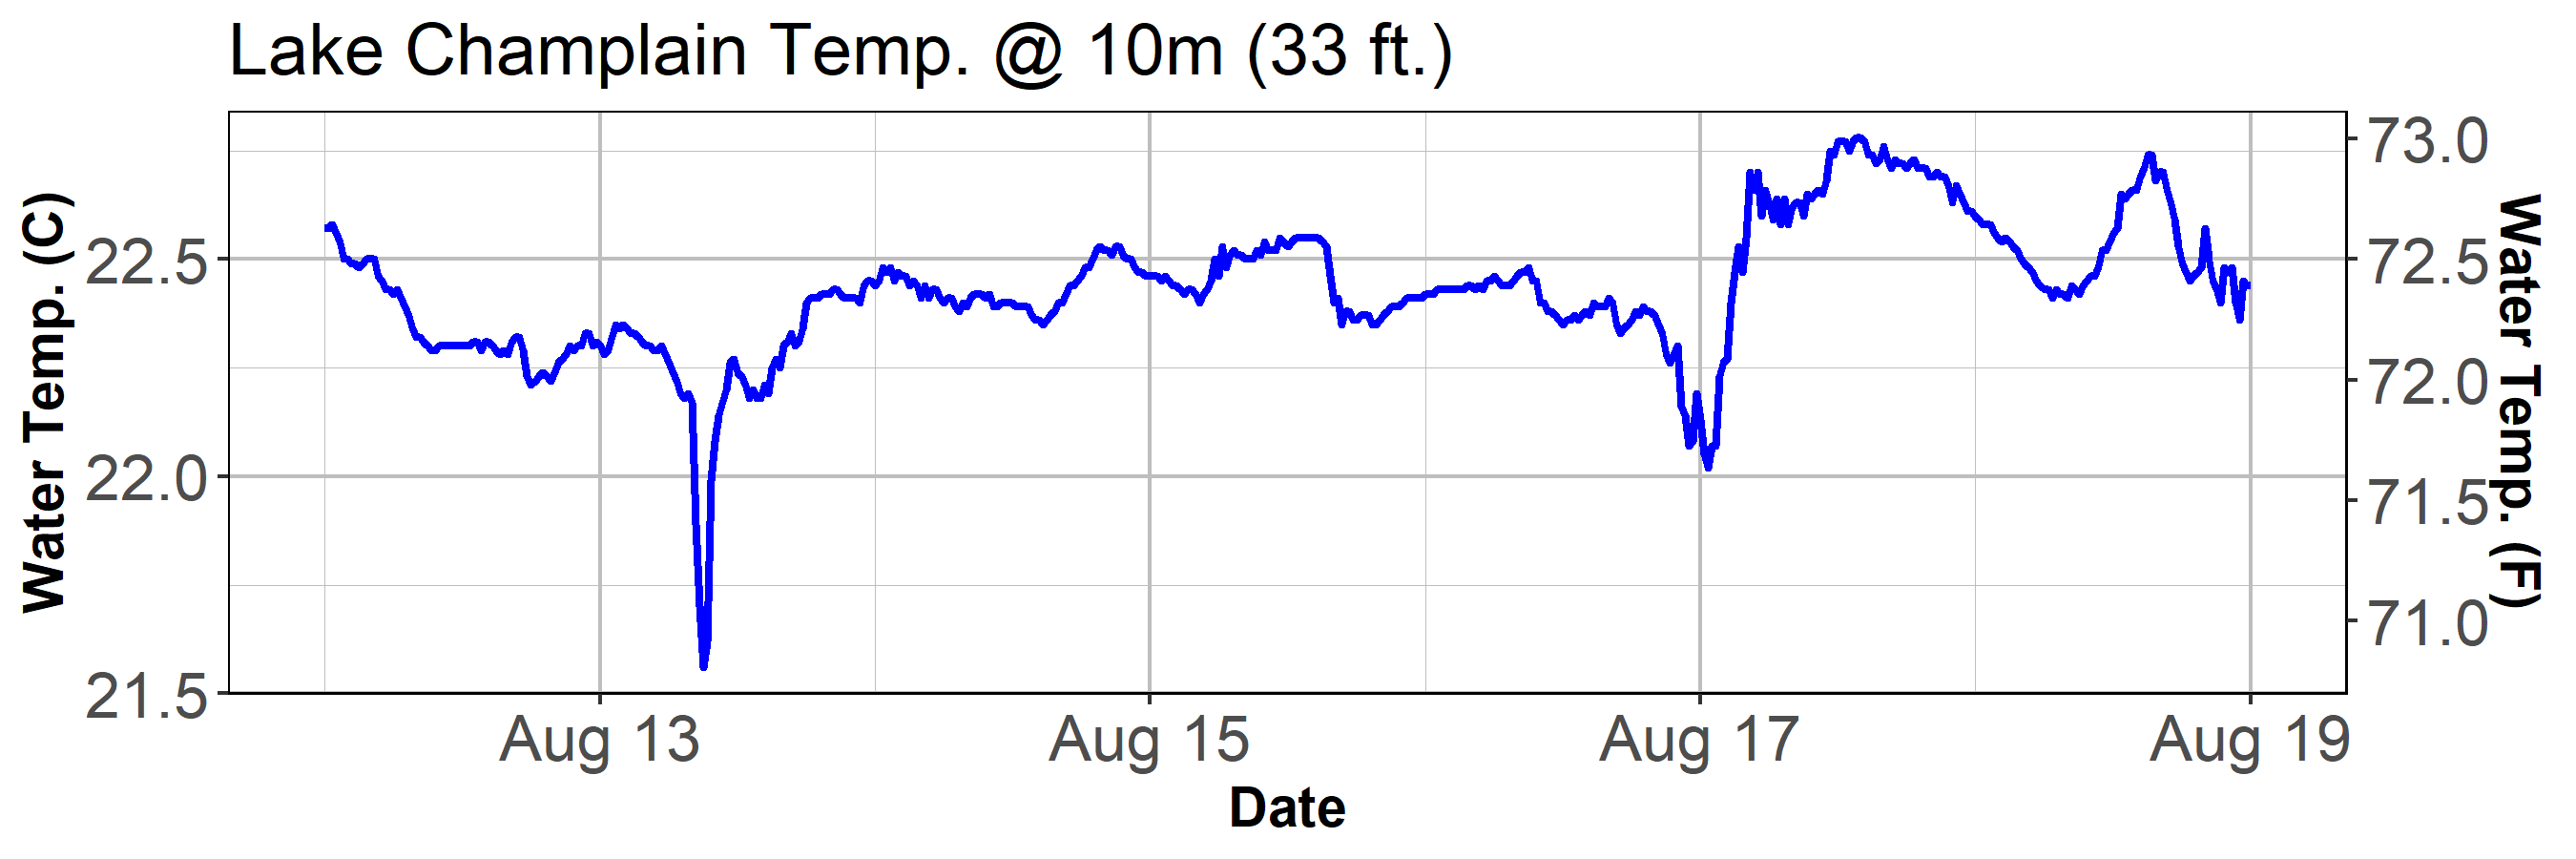 Lake Champlain Temp. @ 10m (33 ft.)
Water Temp. (C)
22.5
22.0
21.5
73.0
72.5
72.0
71.5
71.0
Water Temp. (F)
Aug 13 Aug 15 Aug 17 Aug 19
Date